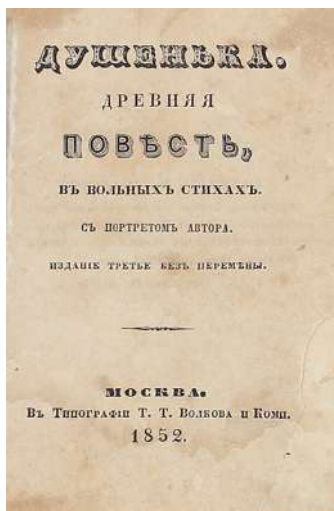 ДУШЕНЬКА.
ДРЕВНЯЯ
ПОВѢСТЬ,
ВЪ ВОЛЬНЫХЪ СТИХАХЪ.
СЪ ПОРТРЕТОМЪ АВТОРА.
ИЗДАНІЕ ТРЕТЬЕ БЕЗЪ ПЕРЕМѢНЫ.
МОСКВА.
Въ Типографіи Т. Т. Волкова и Комп.
1852.